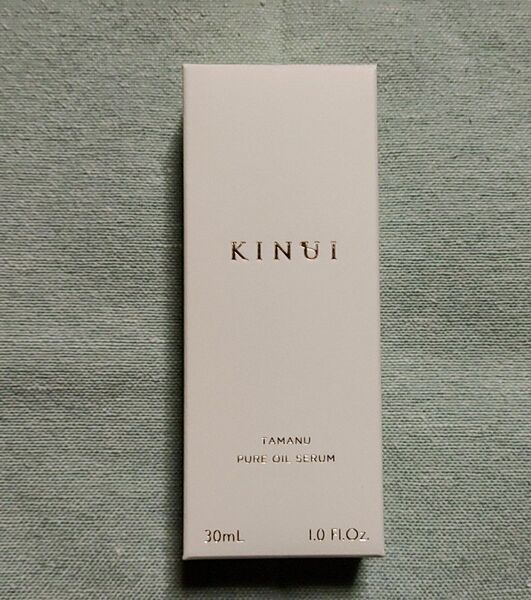 KINUI
TAMANU
PURE OIL SERUM
30mL 1.0 Fl.Oz.